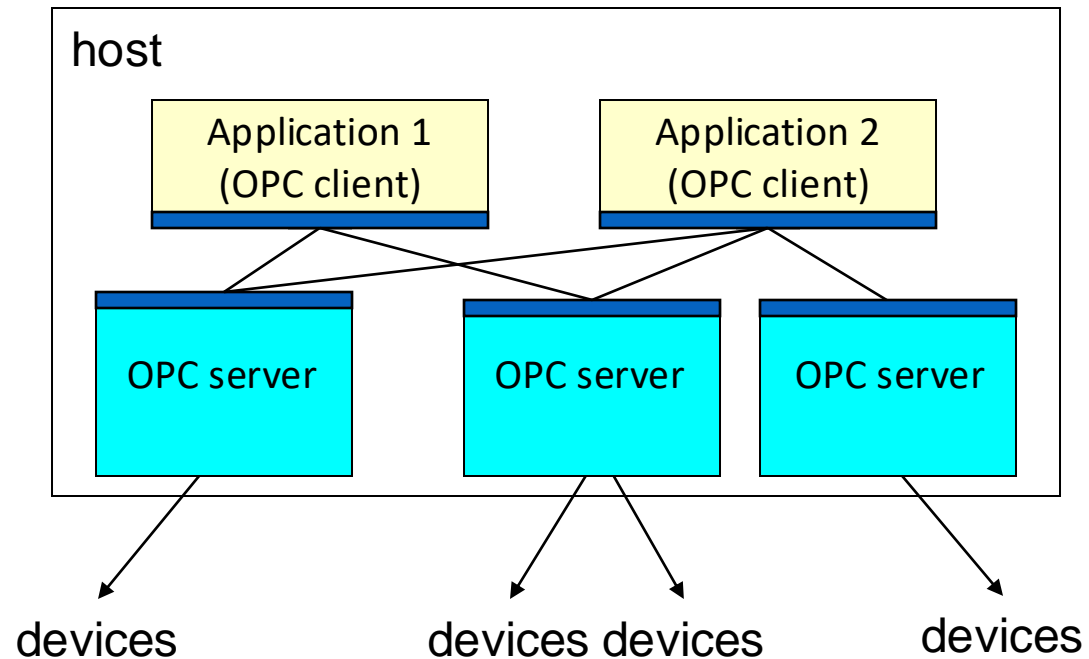 host
Application 1
(OPC client)
Application 2
(OPC client)
OPC server
OPC server
OPC server
devices
devices devices
devices